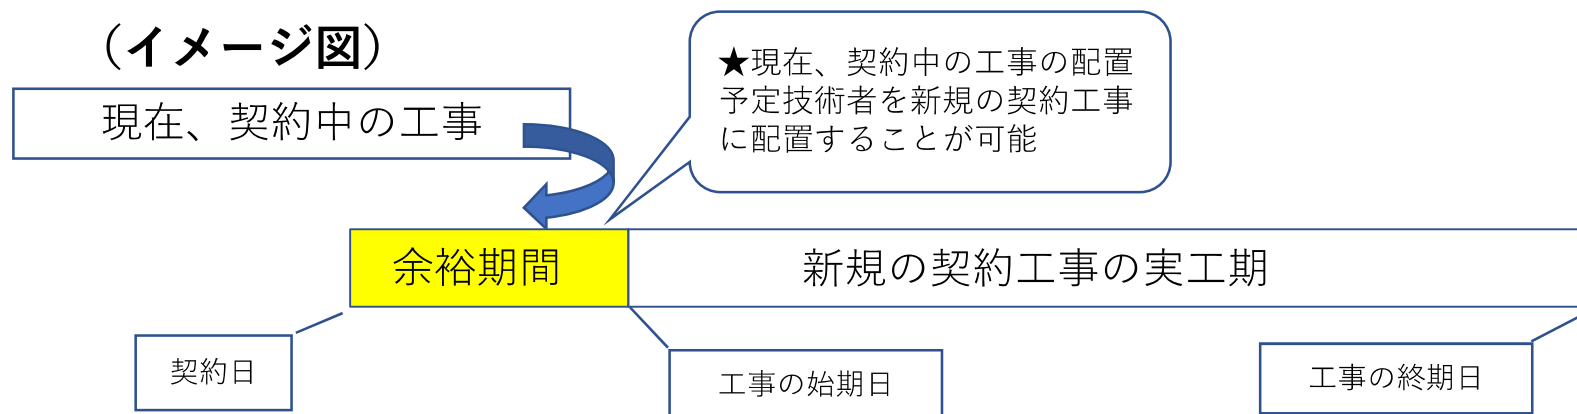 （イメージ図）
現在、契約中の工事
★現在、契約中の工事の配置
予定技術者を新規の契約工事
に配置することが可能
余裕期間
新規の契約工事の実工期
契約日
工事の始期日
工事の終期日